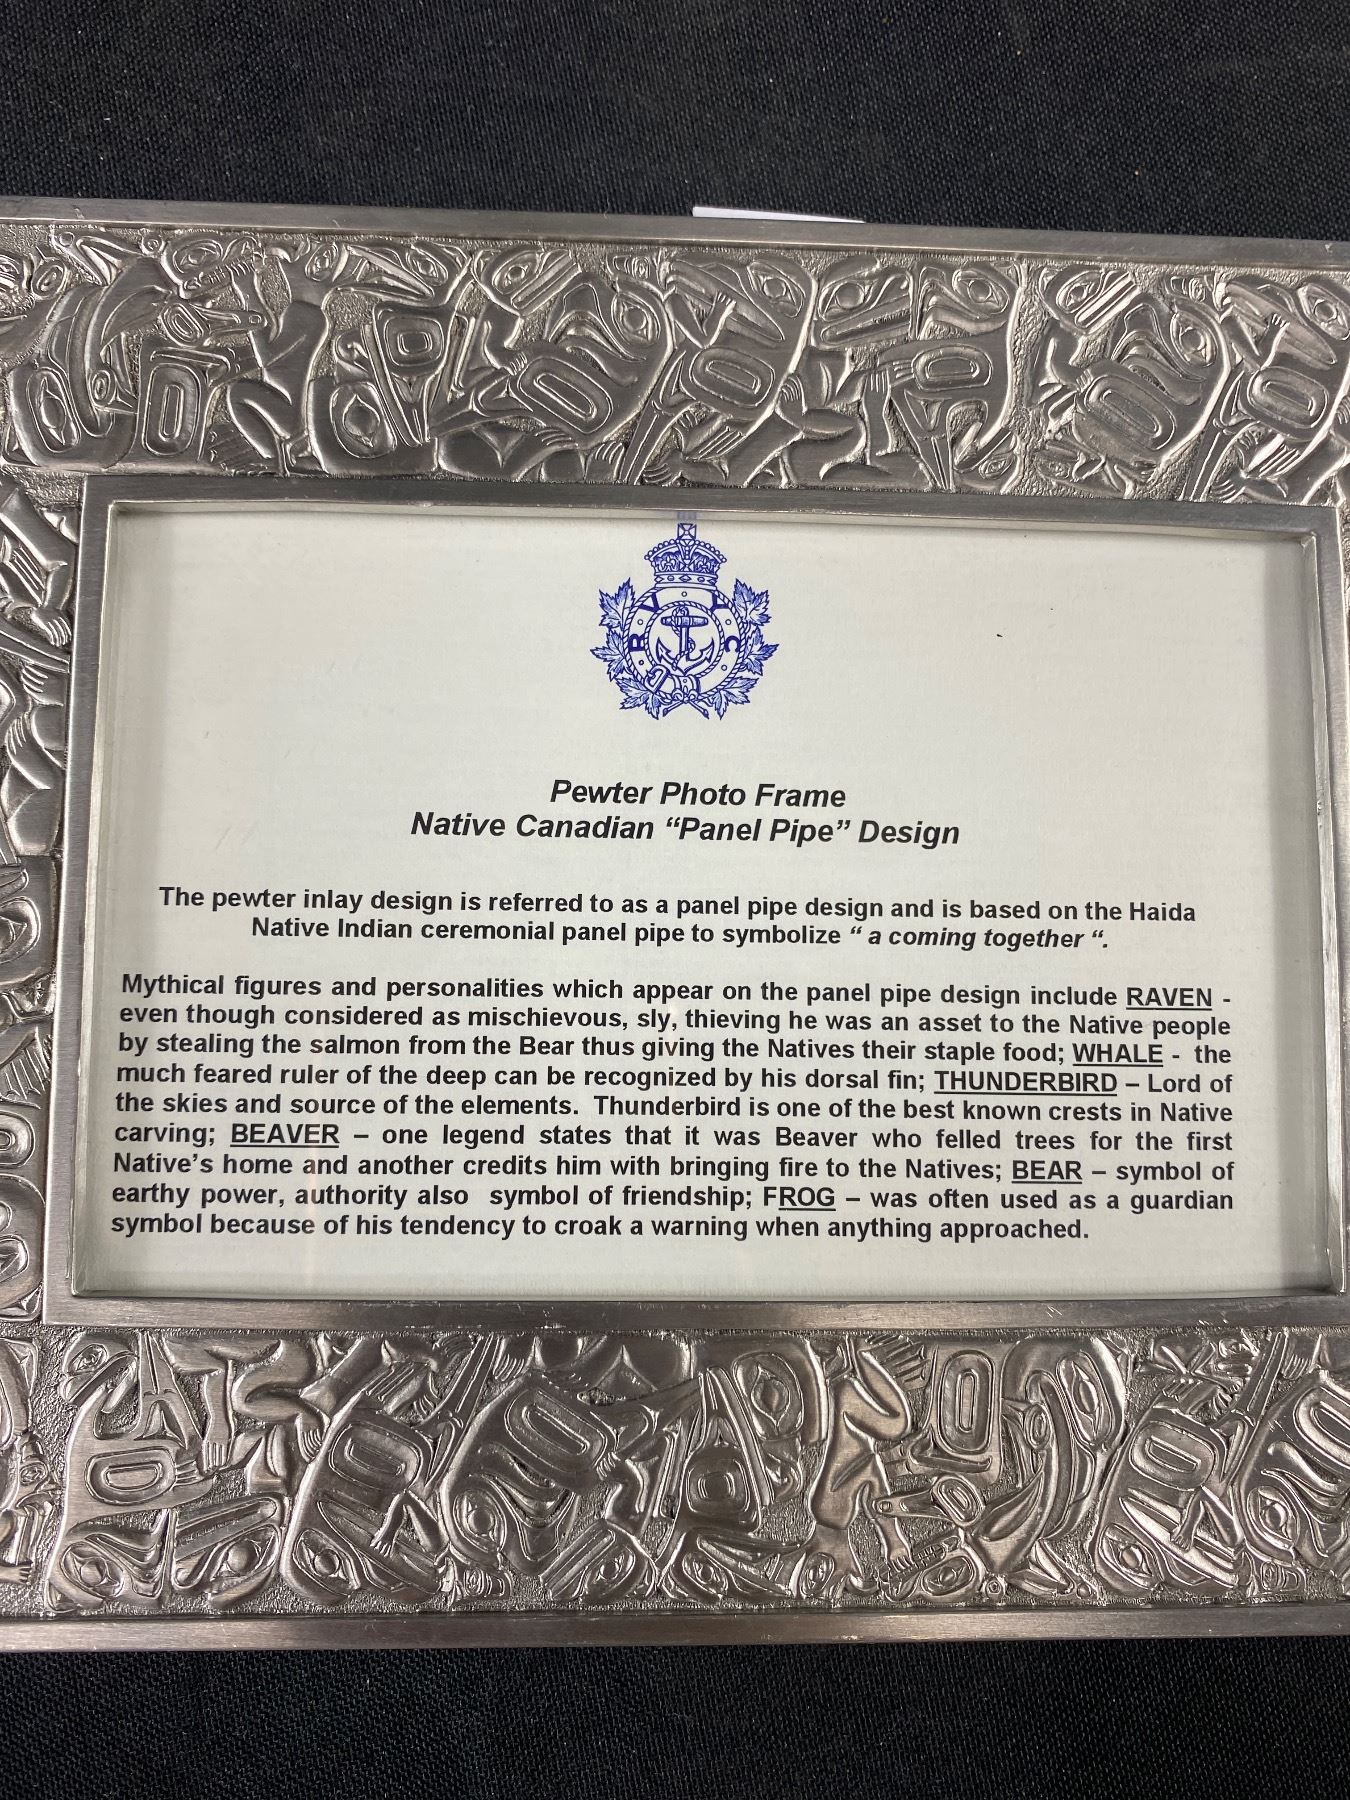 R V Y C
Pewter Photo Frame
Native Canadian “Panel Pipe” Design
The pewter inlay design is referred to as a panel pipe design and is based on the Haida
Native Indian ceremonial panel pipe to symbolize “ a coming together “.
Mythical figures and personalities which appear on the panel pipe design include RAVEN -
even though considered as mischievous, sly, thieving he was an asset to the Native people
by stealing the salmon from the Bear thus giving the Natives their staple food; WHALE - the
much feared ruler of the deep can be recognized by his dorsal fin; THUNDERBIRD – Lord of
the skies and source of the elements. Thunderbird is one of the best known crests in Native
carving; BEAVER – one legend states that it was Beaver who felled trees for the first
Native’s home and another credits him with bringing fire to the Natives; BEAR – symbol of
earthy power, authority also symbol of friendship; FROG – was often used as a guardian
symbol because of his tendency to croak a warning when anything approached.